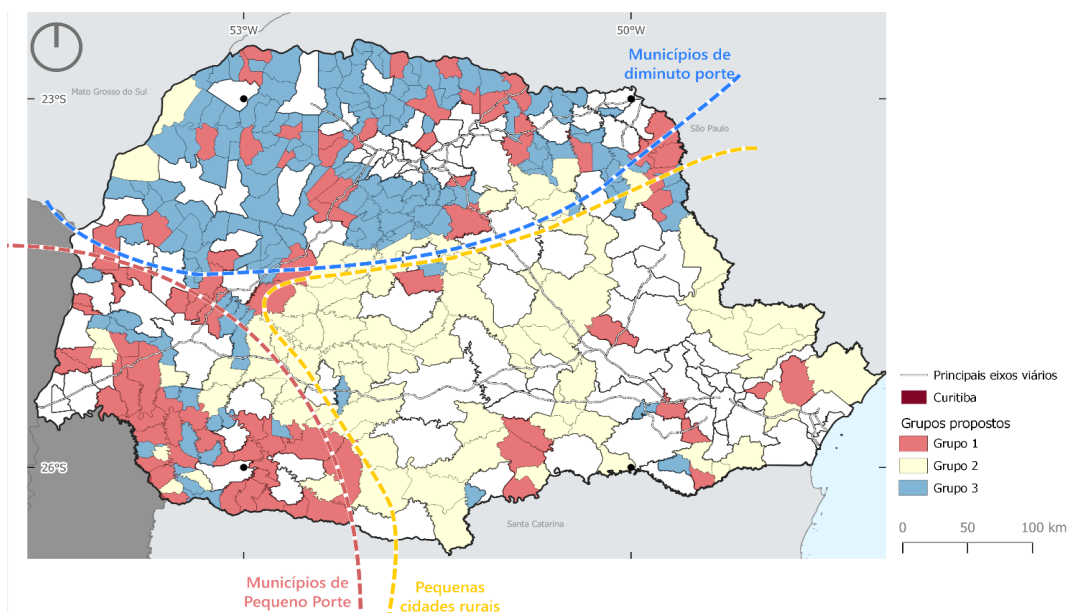 53°W
50°W
Municípios de
diminuto porte
Mato Grosso do Sul
23°S
São Paulo
Principais eixos viários
Curitiba
Grupos propostos
Grupo 1
Grupo 2
Grupo 3
26°S
Santa Catarina
0 50 100 km
Municípios de
Pequeno Porte
Pequenas
cidades rurais